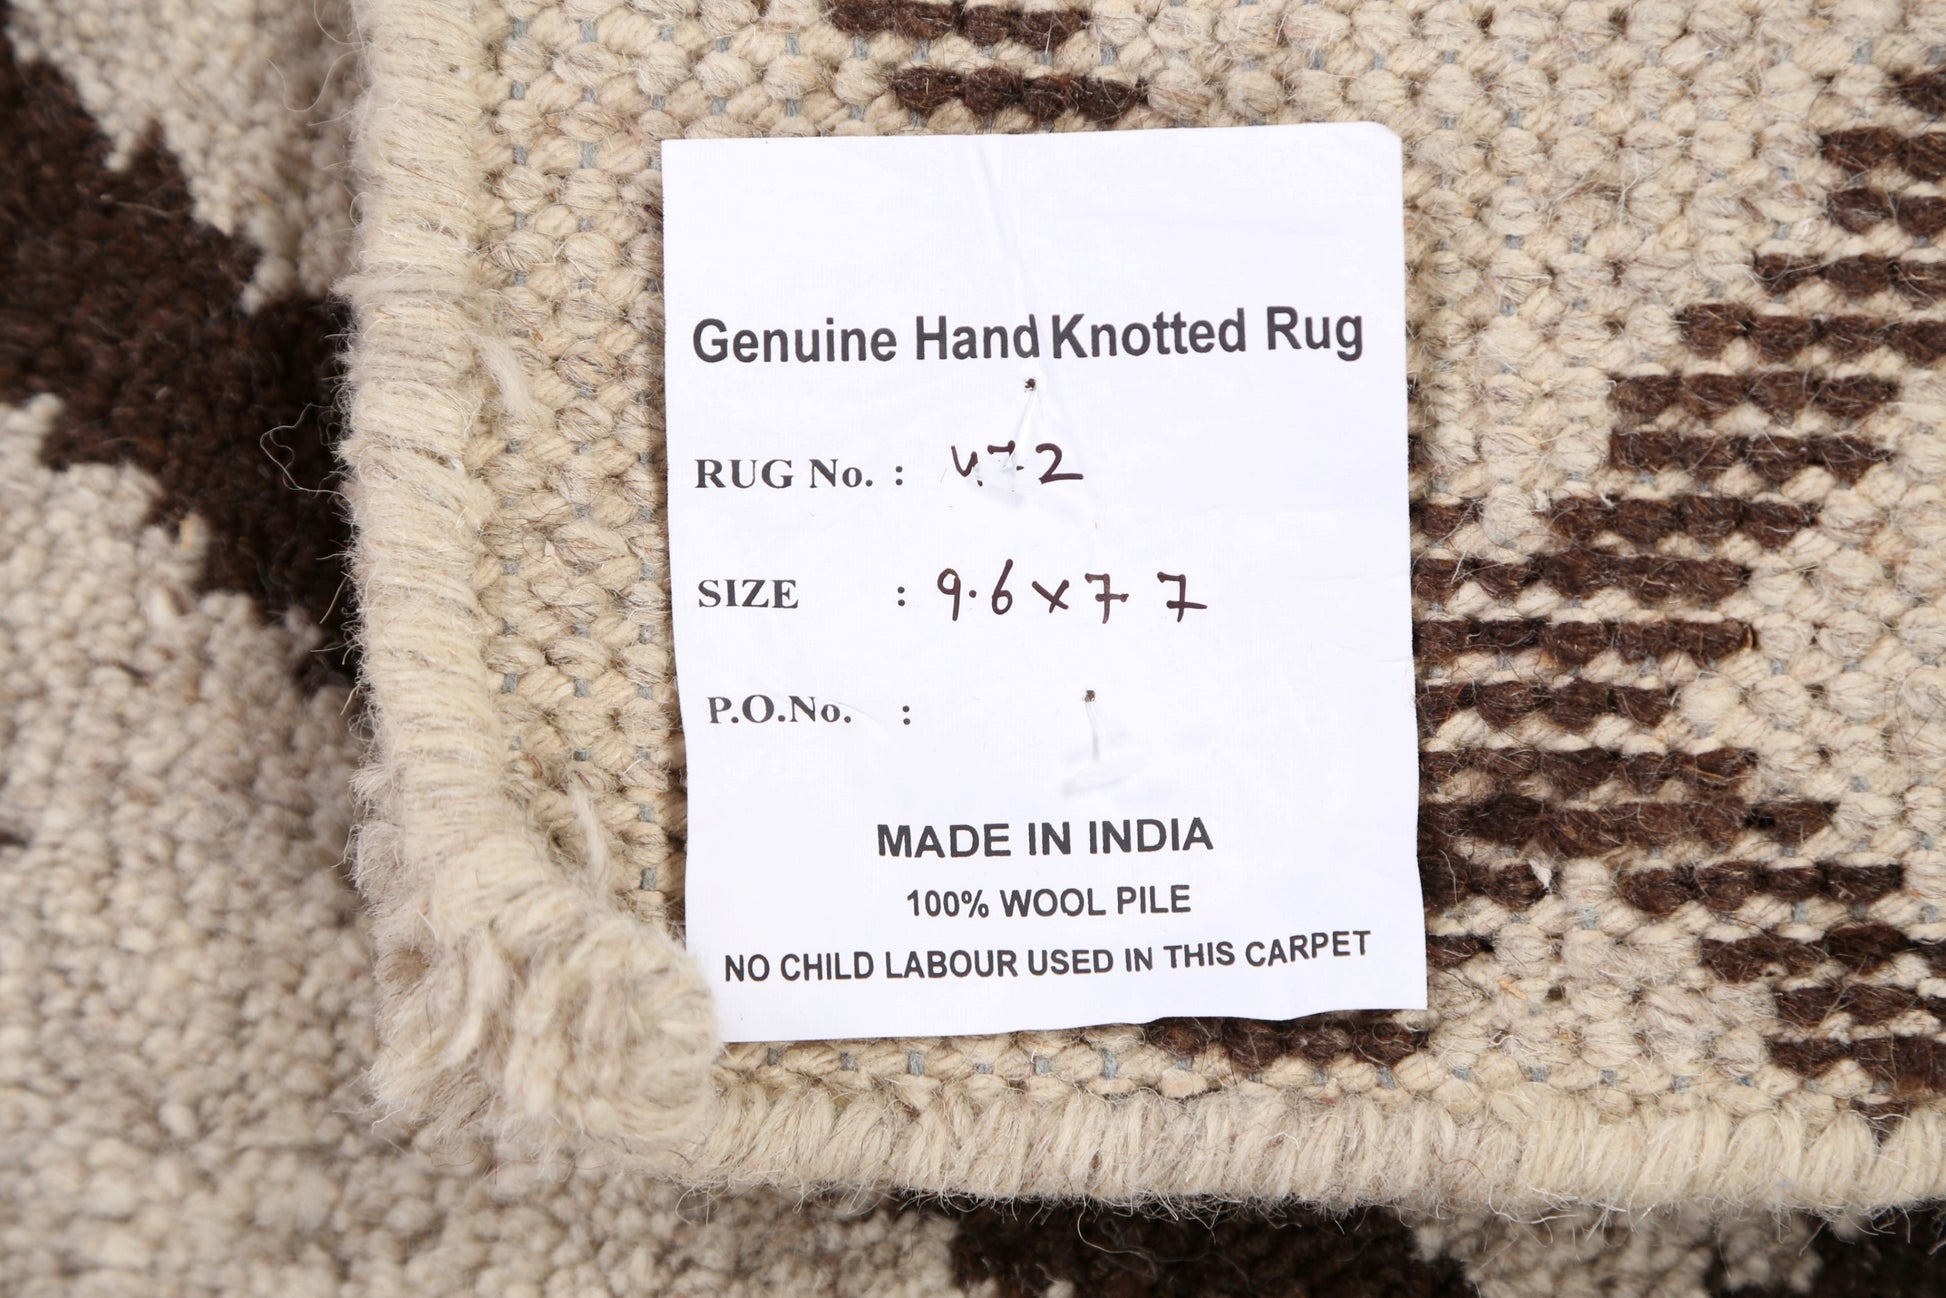 Genuine Hand Knotted Rug
RUG No. :
SIZE : 9.6 x 7 7
P.O.No. :
MADE IN INDIA
100% WOOL PILE
NO CHILD LABOUR USED IN THIS CARPET